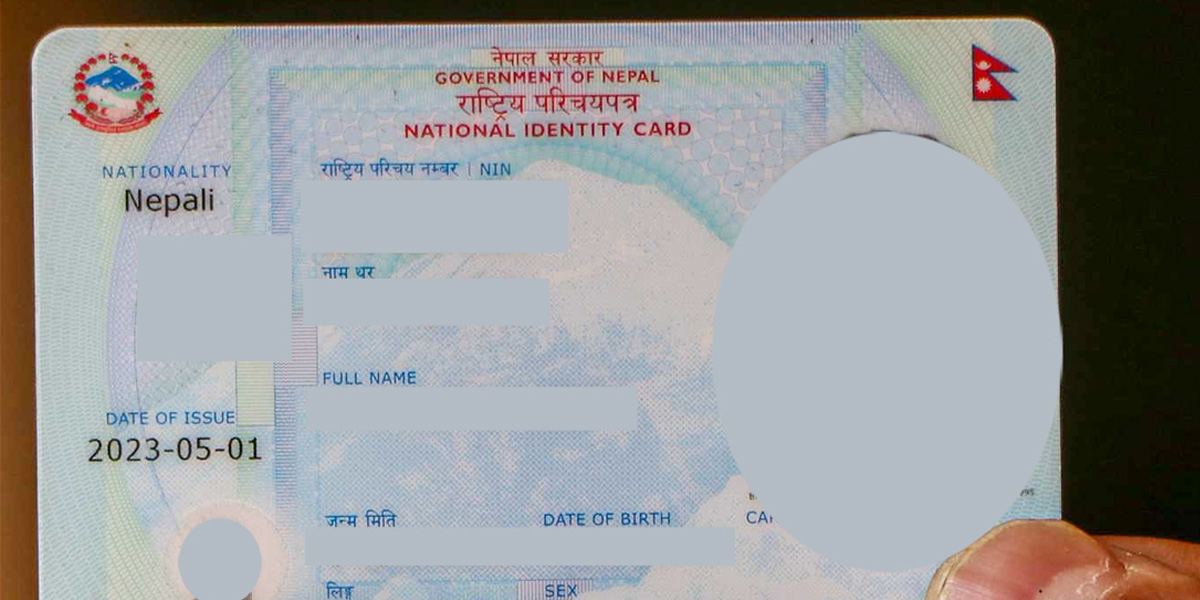 नेपाल सरकार
GOVERNMENT OF NEPAL
राष्ट्रिय परिचयपत्र
NATIONAL IDENTITY CARD
NATIONALITY
Nepali
राष्ट्रिय परिचय नम्बर | NIN
नाम थर
FULL NAME
DATE OF ISSUE
2023-05-01
जन्म मिति DATE OF BIRTH
लिङ्ग SEX